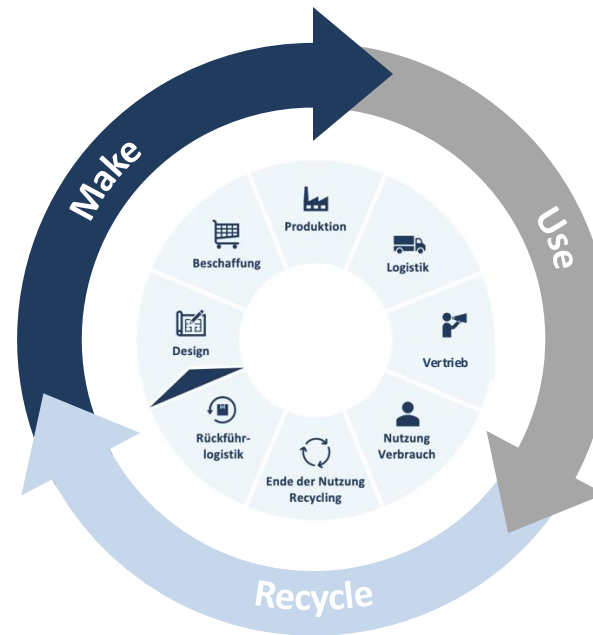 Make
Use
Recycle
Produktion
Logistik
Vertrieb
Nutzung
Verbrauch
Ende der Nutzung
Recycling
Rückführ-
logistik
Design
Beschaffung